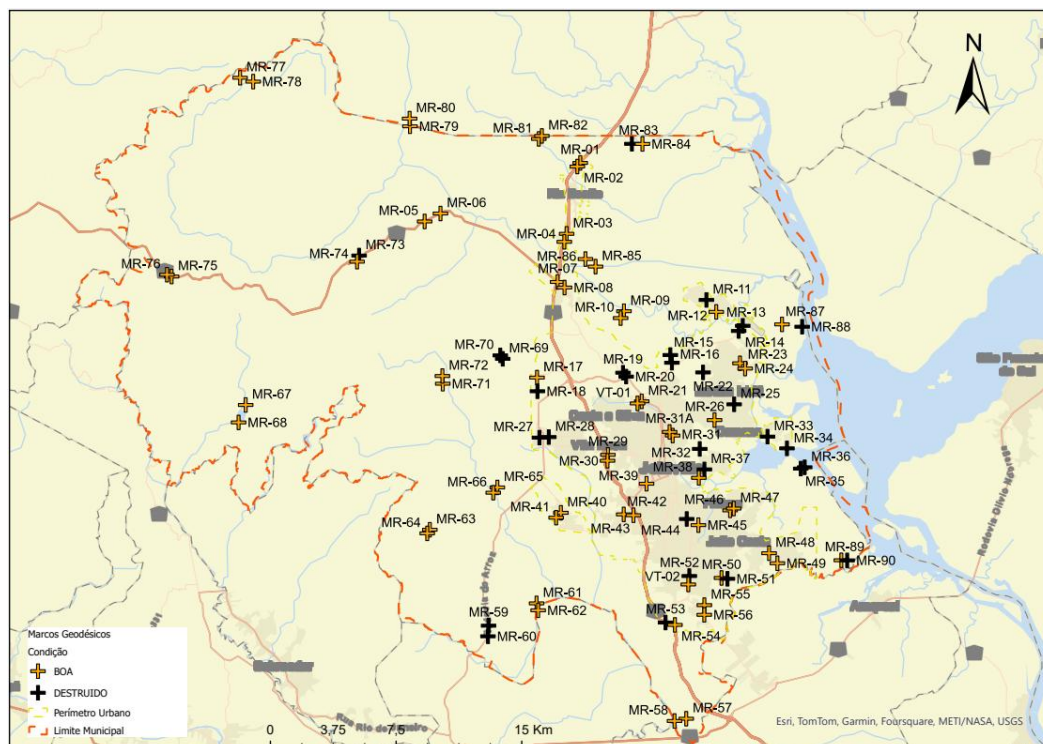 N
MR-77
MR-78
MR-80
MR-79
MR-81
MR-82
MR-83
MR-84
MR-01
MR-02
MR-05
MR-06
MR-03
MR-04
MR-74
MR-73
MR-76
MR-75
MR-86
MR-85
MR-07
MR-08
MR-11
MR-09
MR-10
MR-12
MR-13
MR-87
MR-88
MR-14
MR-15
MR-16
MR-70
MR-69
MR-23
MR-24
MR-72
MR-71
MR-17
MR-18
MR-19
MR-20
MR-22
VT-01
MR-21
MR-25
MR-26
MR-67
MR-68
MR-31A
MR-31
MR-27
MR-28
MR-33
MR-34
MR-29
MR-30
MR-32
MR-37
MR-38
MR-36
MR-35
MR-39
MR-65
MR-66
MR-40
MR-41
MR-42
MR-43
MR-44
MR-46
MR-47
MR-45
MR-64
MR-63
MR-48
MR-49
MR-89
MR-90
MR-52
VT-02
MR-50
MR-51
MR-55
MR-56
MR-61
MR-62
MR-59
MR-60
MR-53
MR-54
MR-58
MR-57
Marcos Geodésicos
Condição
BOA
DESTRUIDO
Perímetro Urbano
Limite Municipal
0 3,75 7,5 15 Km
Esri, TomTom, Garmin, Foursquare, METI/NASA, USGS